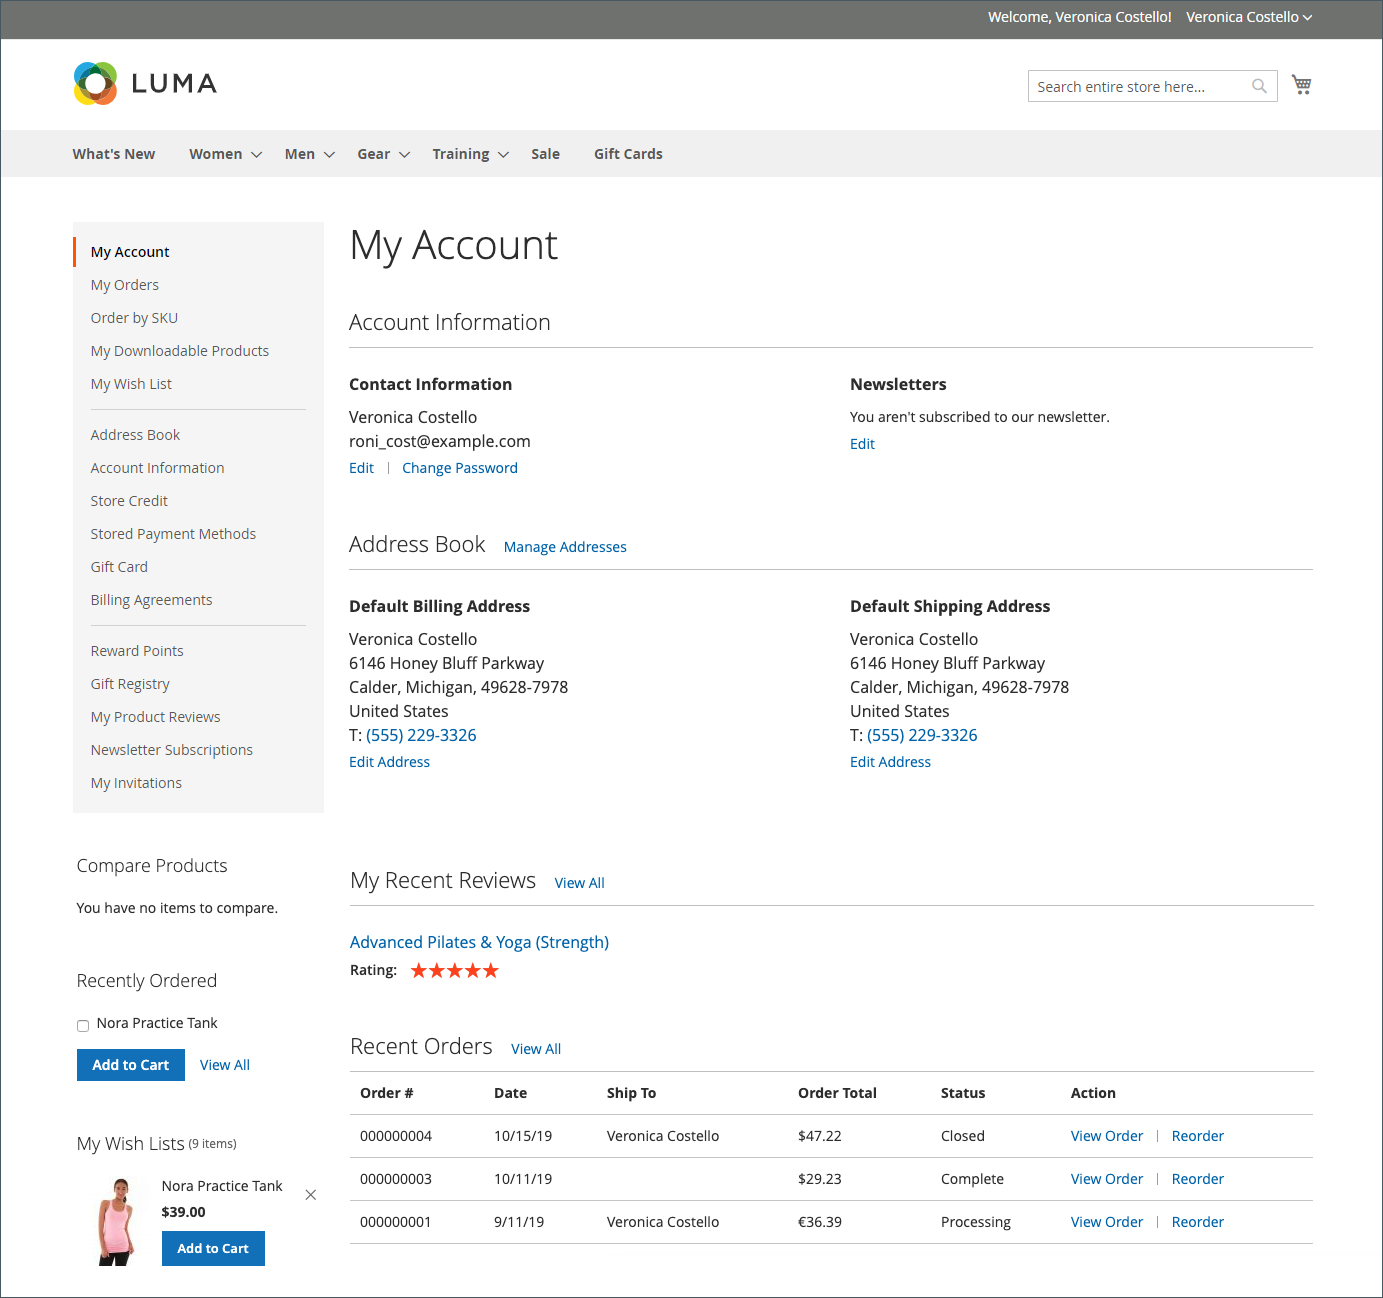 Welcome, Veronica Costello! Veronica Costello
LUMA
Search entire store here...
What's New Women Men Gear Training Sale Gift Cards
My Account
My Orders
Order by SKU
My Downloadable Products
My Wish List
Address Book
Account Information
Store Credit
Stored Payment Methods
Gift Card
Billing Agreements
Reward Points
Gift Registry
My Product Reviews
Newsletter Subscriptions
My Invitations
Compare Products
You have no items to compare.
Recently Ordered
Nora Practice Tank
Add to Cart View All
My Wish Lists (9 items)
Nora Practice Tank
$39.00
Add to Cart
My Account
Account Information
Contact Information
Veronica Costello
roni_cost@example.com
Edit | Change Password
Newsletters
You aren't subscribed to our newsletter.
Edit
Address Book Manage Addresses
Default Billing Address
Veronica Costello
6146 Honey Bluff Parkway
Calder, Michigan, 49628-7978
United States
T: (555) 229-3326
Edit Address
Default Shipping Address
Veronica Costello
6146 Honey Bluff Parkway
Calder, Michigan, 49628-7978
United States
T: (555) 229-3326
Edit Address
My Recent Reviews View All
Advanced Pilates & Yoga (Strength)
Rating: ★★★★★
Recent Orders View All
Order # Date Ship To Order Total Status Action
000000004 10/15/19 Veronica Costello $47.22 Closed View Order | Reorder
000000003 10/11/19 $29.23 Complete View Order | Reorder
000000001 9/11/19 Veronica Costello €36.39 Processing View Order | Reorder